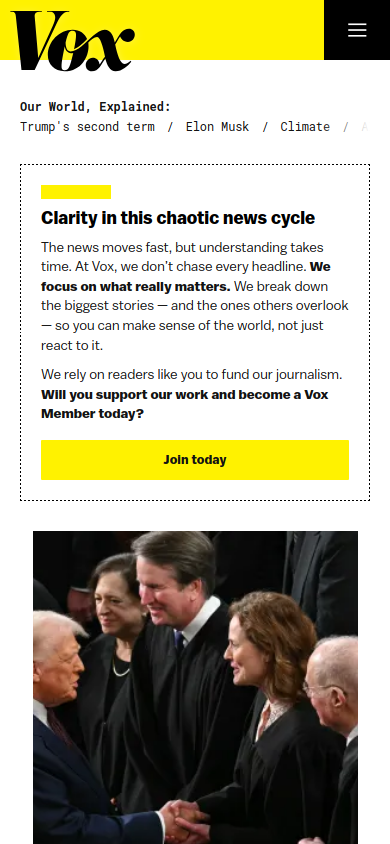 Vox
Our World, Explained:
Trump's second term / Elon Musk / Climate /
Clarity in this chaotic news cycle
The news moves fast, but understanding takes
time. At Vox, we don't chase every headline. We
focus on what really matters. We break down
the biggest stories — and the ones others overlook
— so you can make sense of the world, not just
react to it.
We rely on readers like you to fund our journalism.
Will you support our work and become a Vox
Member today?
Join today